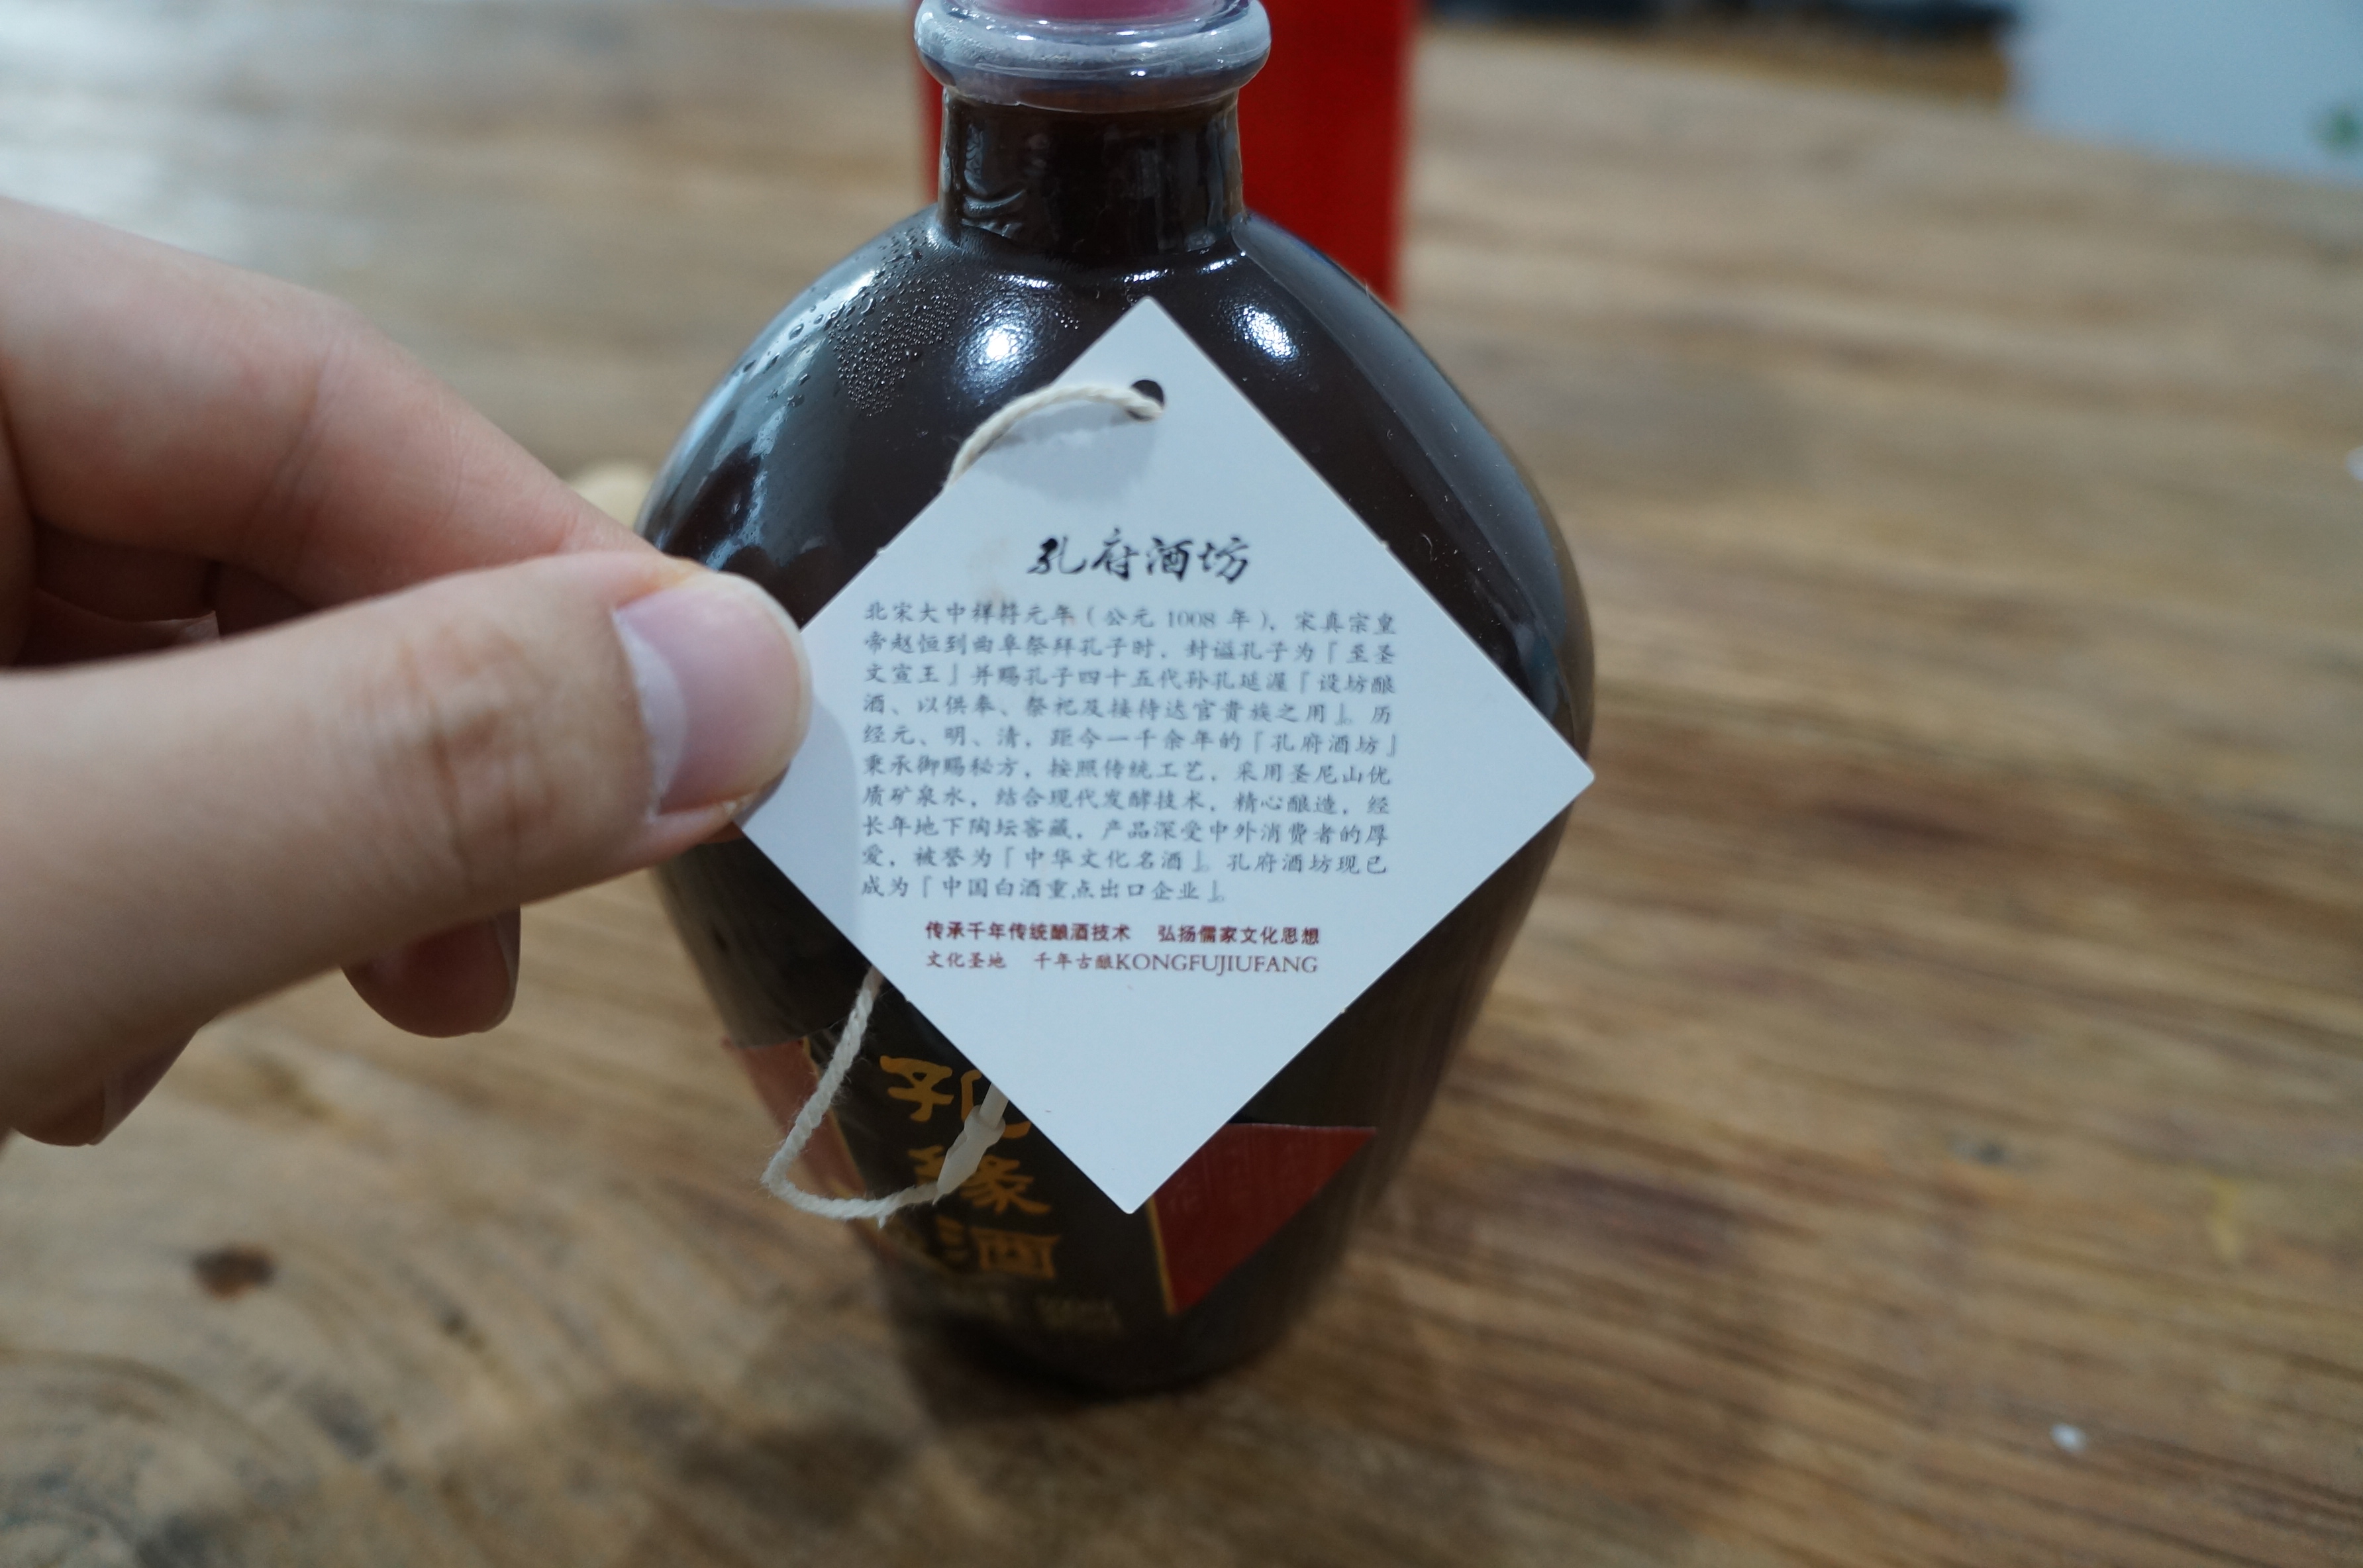 孔府酒坊
北宋大中祥符元年(公元 1008 年)，宋真宗皇
帝赵恒到曲阜祭拜孔子时，封谥孔子为「至圣
文宣王」并赐孔子四十五代孙孔延渥「设坊酿
酒、以供奉、祭祀及接待达官贵族之用」。历
经元、明、清，距今一千余年的「孔府酒坊」
秉承御赐秘方，按照传统工艺，采用圣尼山优
质矿泉水，结合现代发酵技术，精心酿造，经
长年地下陶坛窖藏，产品深受中外消费者的厚
爱，被誉为「中华文化名酒」。孔府酒坊现已
成为「中国白酒重点出口企业」。
传承千年传统酿酒技术 弘扬儒家文化思想
文化圣地 千年古酿KONGFUJIUFANG
孔
缘
酒